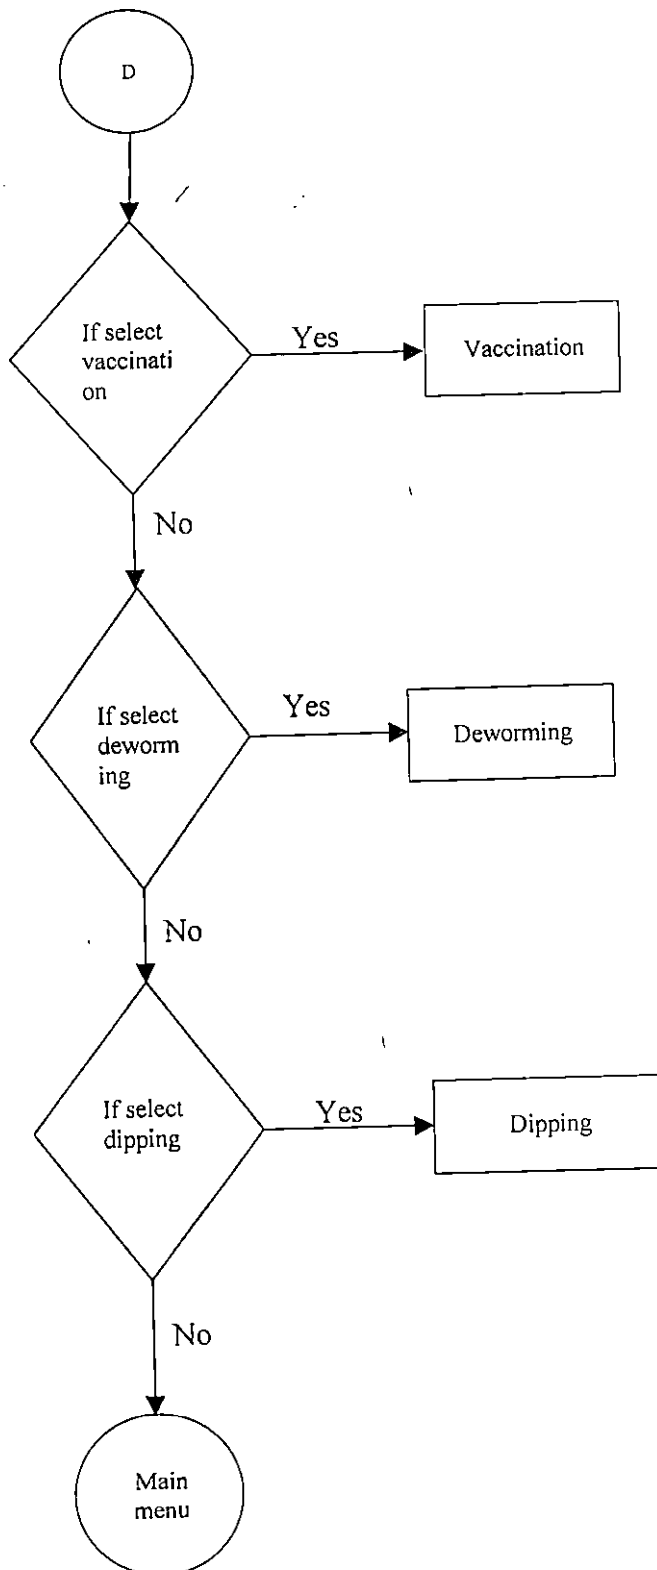 D
If select
vaccinati
on
Yes
Vaccination
No
If select
deworm
ing
Yes
Deworming
No
If select
dipping
Yes
Dipping
No
Main
menu